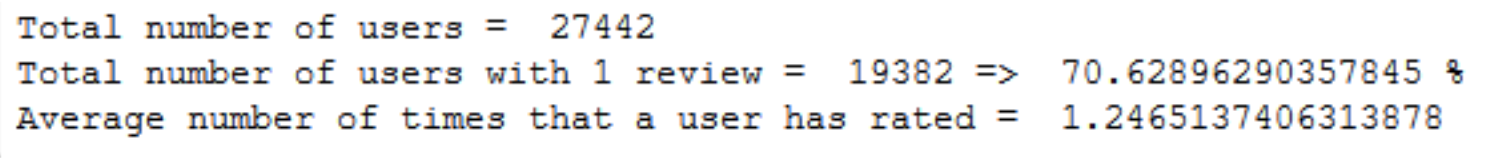 Total number of users =  27442
Total number of users with 1 review =  19382 =>  70.62896290357845 %
Average number of times that a user has rated =  1.2465137406313878